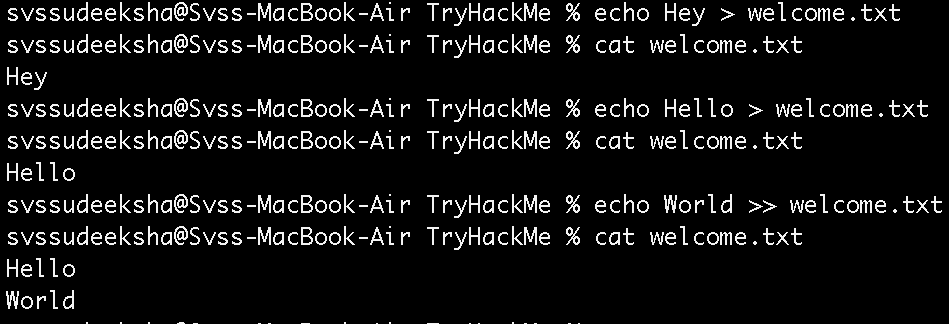 svssudeeksha@Svss-MacBook-Air TryHackMe % echo Hey > welcome.txt
svssudeeksha@Svss-MacBook-Air TryHackMe % cat welcome.txt
Hey
svssudeeksha@Svss-MacBook-Air TryHackMe % echo Hello > welcome.txt
svssudeeksha@Svss-MacBook-Air TryHackMe % cat welcome.txt
Hello
svssudeeksha@Svss-MacBook-Air TryHackMe % echo World >> welcome.txt
svssudeeksha@Svss-MacBook-Air TryHackMe % cat welcome.txt
Hello
World